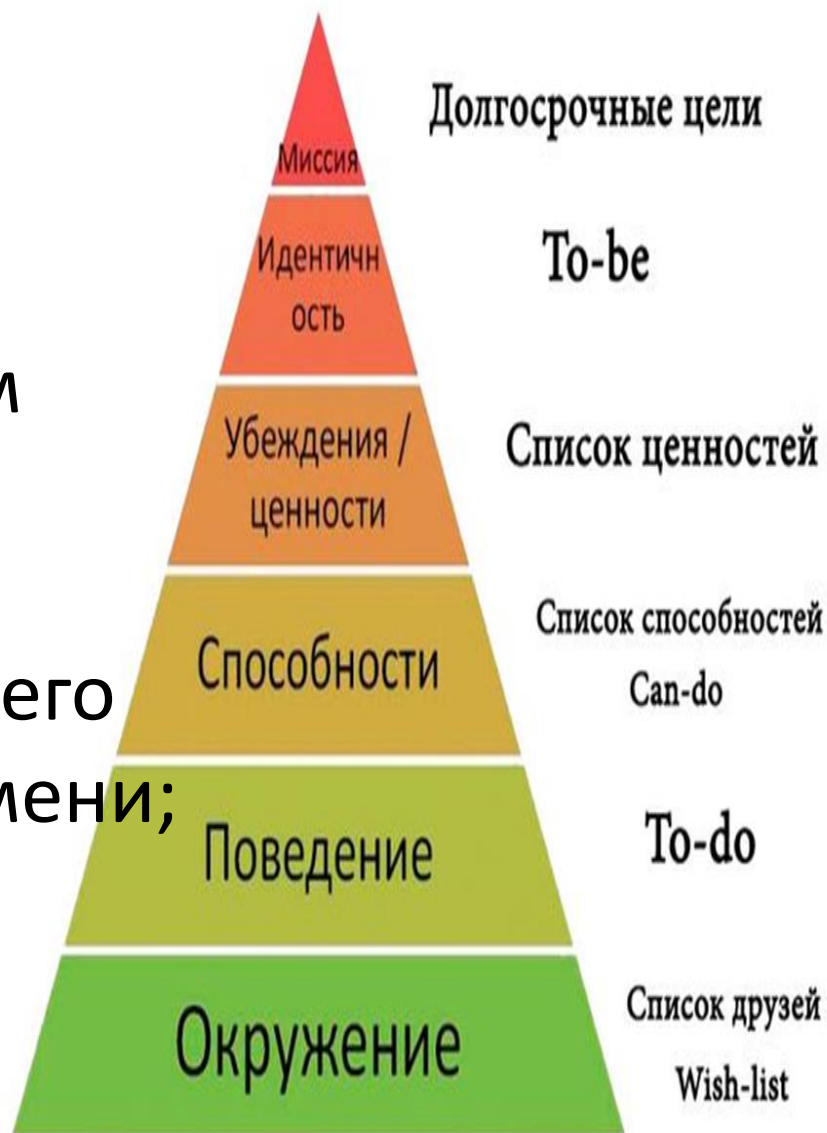 Долгосрочные цели
Миссия
To-be
Идентичн
ость
м
Убеждения /
ценности
Список ценностей
Способности
Список способностей
Can-do
его
мени;
Поведение
To-do
Окружение
Список друзей
Wish-list